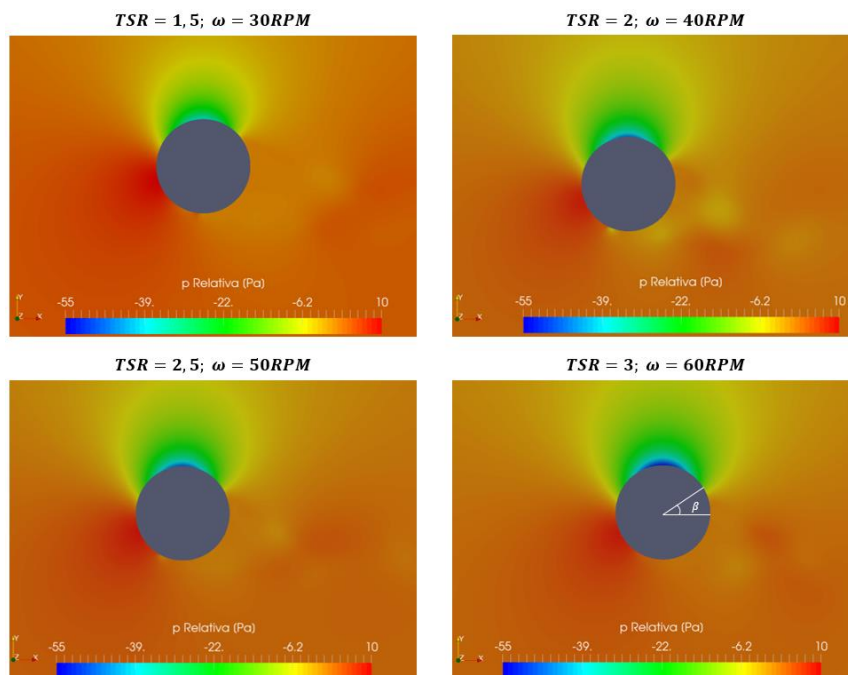 TSR = 1, 5; ω = 30RPM
TSR = 2; ω = 40RPM
p Relativa (Pa)
-55 -39. -22. -6.2 10
Y
Z X
p Relativa (Pa)
-55 -39. -22. -6.2 10
Y
Z X
TSR = 2, 5; ω = 50RPM
TSR = 3; ω = 60RPM
β
p Relativa (Pa)
-55 -39. -22. -6.2 10
Y
Z X
p Relativa (Pa)
-55 -39. -22. -6.2 10
Y
Z X